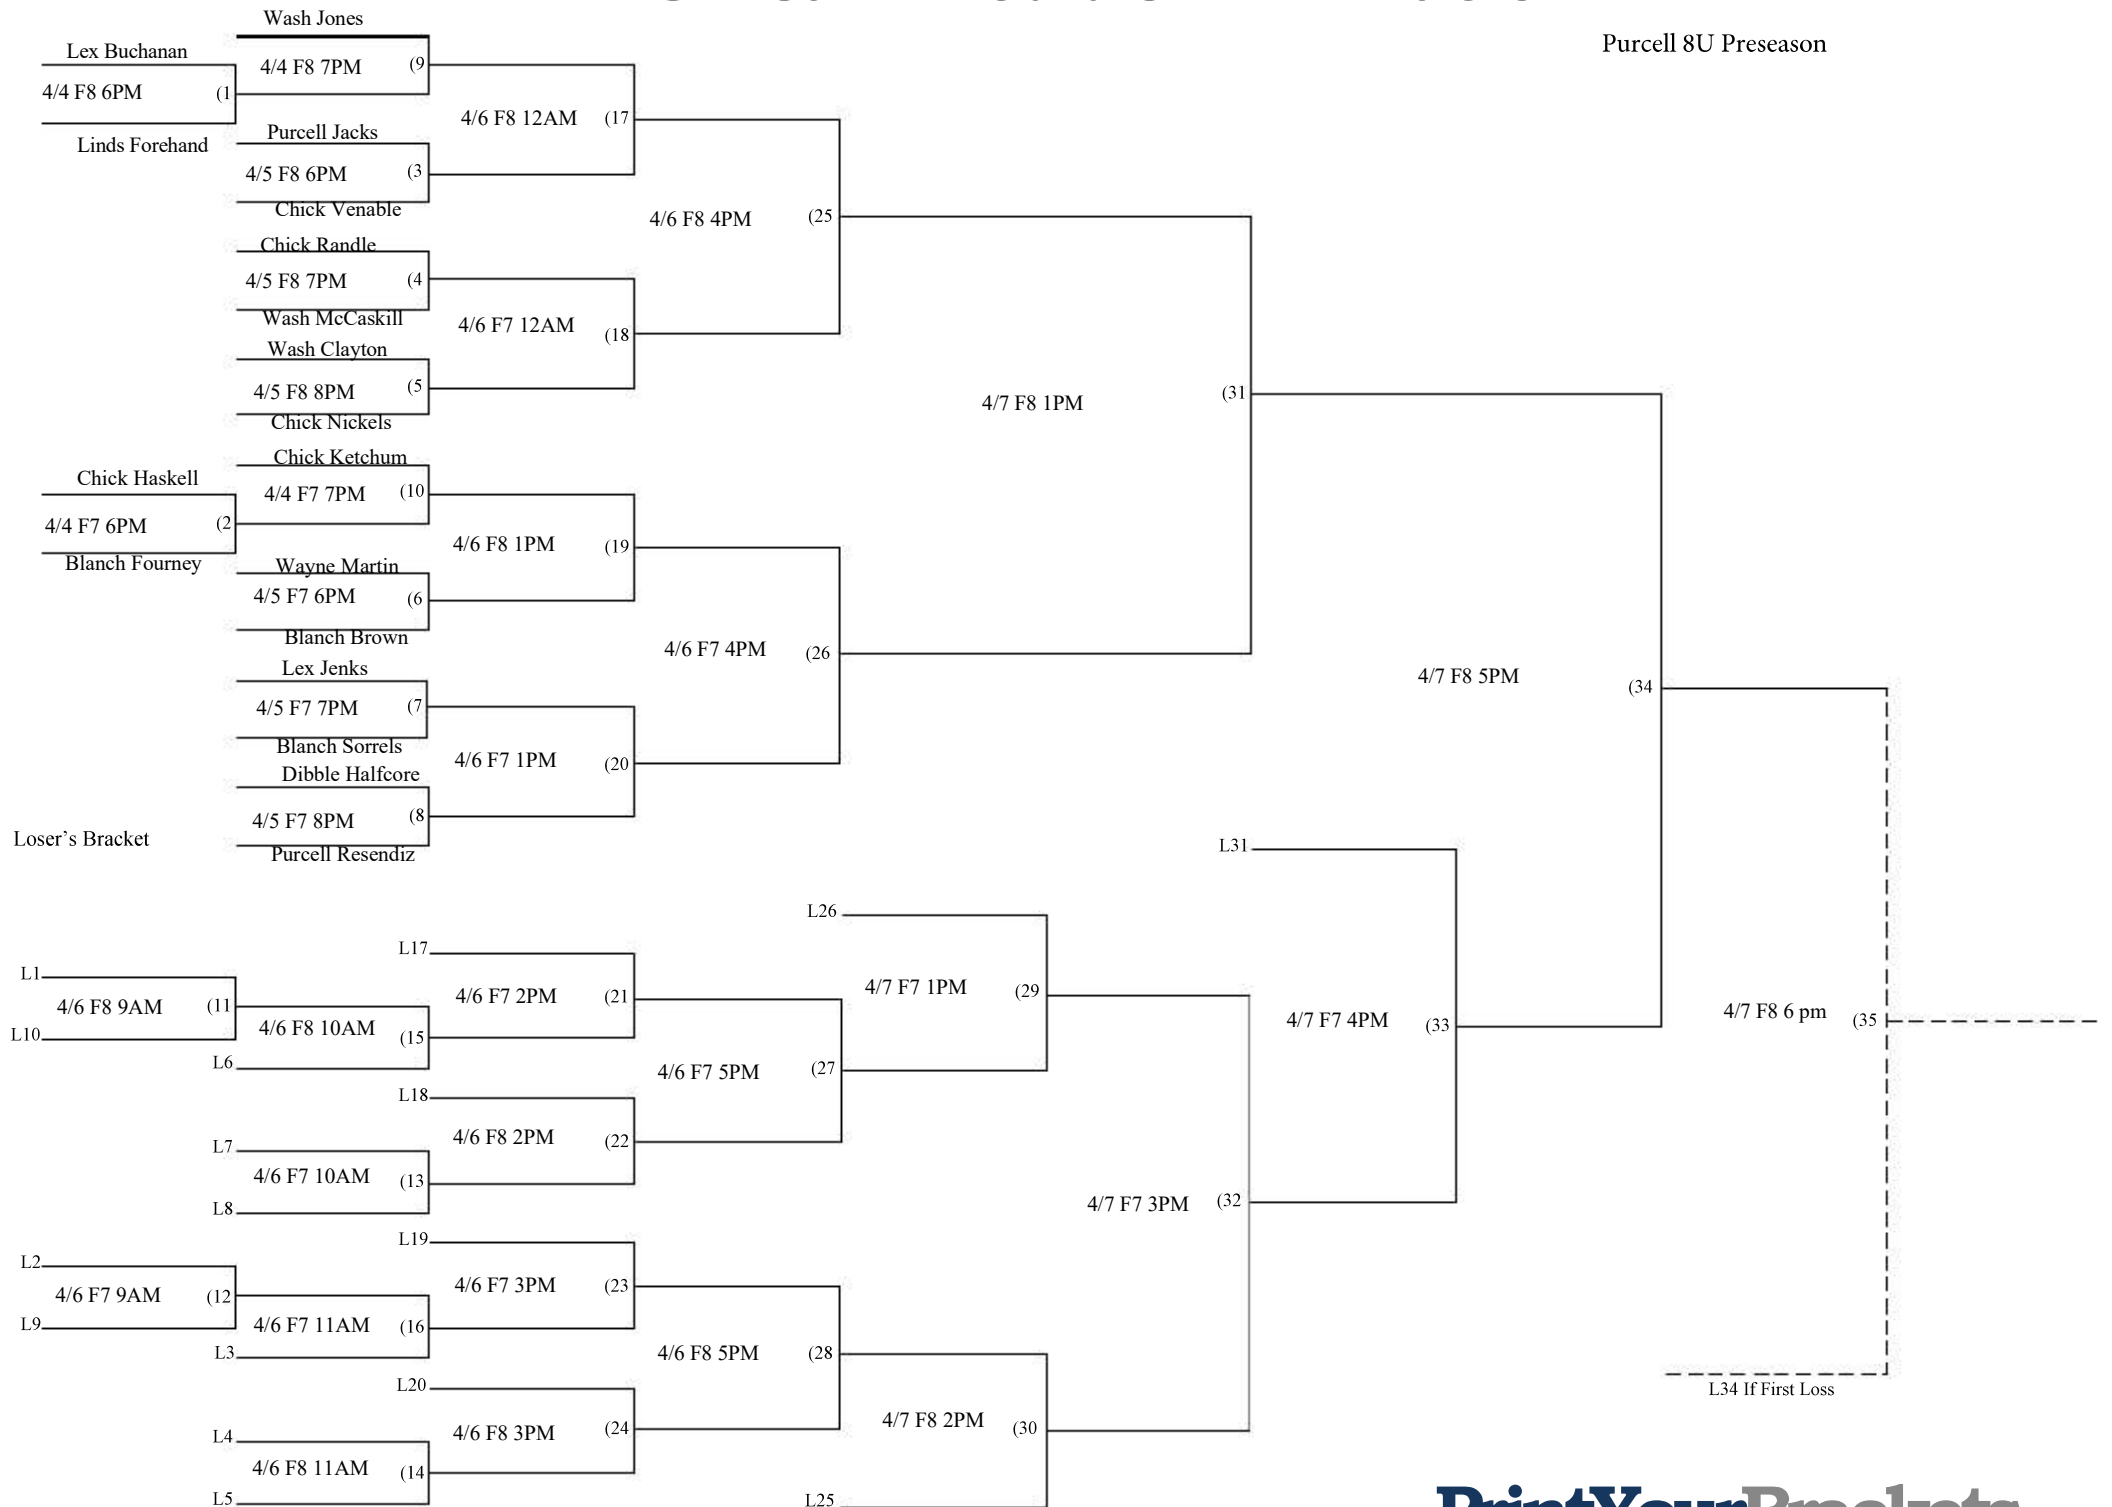 Purcell 8U Preseason
Wash Jones
Lex Buchanan
4/4 F8 7PM (9
4/4 F8 6PM (1
Linds Forehand
4/6 F8 12AM (17
Purcell Jacks
4/5 F8 6PM (3
Chick Venable
4/6 F8 4PM (25
Chick Randle
4/5 F8 7PM (4
Wash McCaskill
4/6 F7 12AM (18
Wash Clayton
4/5 F8 8PM (5
Chick Nickels
4/7 F8 1PM (31
Chick Ketchum
Chick Haskell
4/4 F7 7PM (10
4/4 F7 6PM (2
Blanch Fourney
4/6 F8 1PM (19
Wayne Martin
4/5 F7 6PM (6
Blanch Brown
4/6 F7 4PM (26
Lex Jenks
4/5 F7 7PM (7
Blanch Sorrels
4/6 F7 1PM (20
Dibble Halfcore
4/5 F7 8PM (8
Purcell Resendiz
4/7 F8 5PM (34
Loser's Bracket
L31
L26
L17
L1
4/6 F8 9AM (11
L10
4/6 F7 2PM (21
4/6 F8 10AM (15
L6
4/7 F7 1PM (29
4/7 F7 4PM (33
4/7 F8 6 pm (35
4/6 F7 5PM (27
L18
4/6 F8 2PM (22
L7
4/6 F7 10AM (13
L8
4/7 F7 3PM (32
L19
L2
4/6 F7 9AM (12
L9
4/6 F7 3PM (23
4/6 F7 11AM (16
L3
4/6 F8 5PM (28
L20
L34 If First Loss
4/6 F8 3PM (24
4/7 F8 2PM (30
L4
4/6 F8 11AM (14
L5
L25
PrintYourBrackets